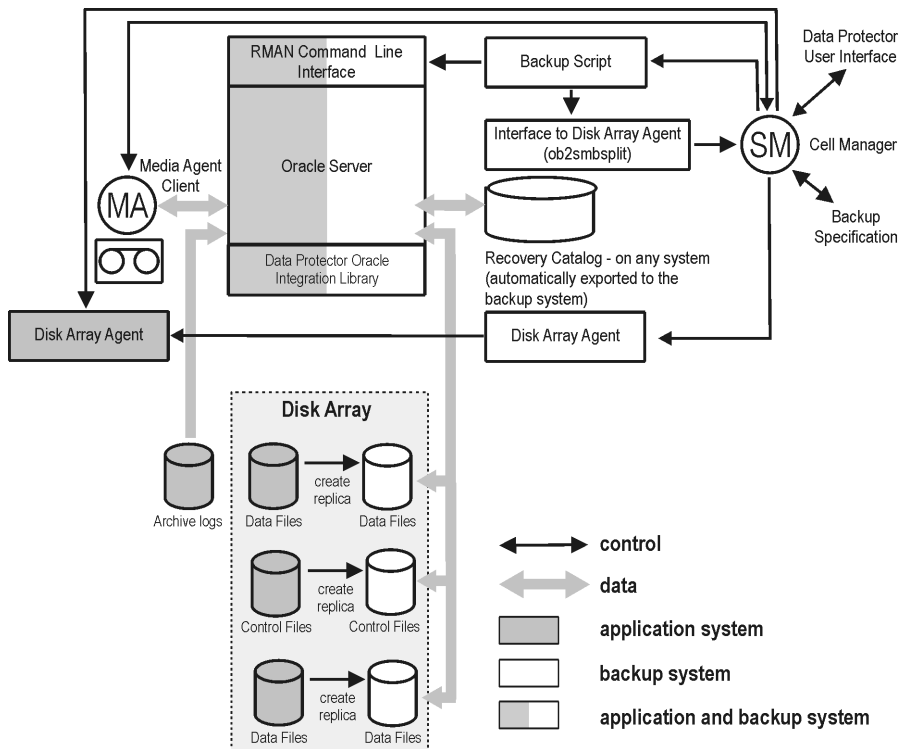 RMAN Command Line
Interface
Backup Script
Data Protector
User Interface
Interface to Disk Array Agent
(ob2smbsplit)
SM
Cell Manager
Media Agent
Client
MA
Oracle Server
Backup
Specification
Data Protector Oracle
Integration Library
Recovery Catalog - on any system
(automatically exported to the
backup system)
Disk Array Agent
Disk Array Agent
Disk Array
create
replica
Archive logs
Data Files
Data Files
create
replica
Control Files
Control Files
create
replica
Data Files
Data Files
control
data
application system
backup system
application and backup system